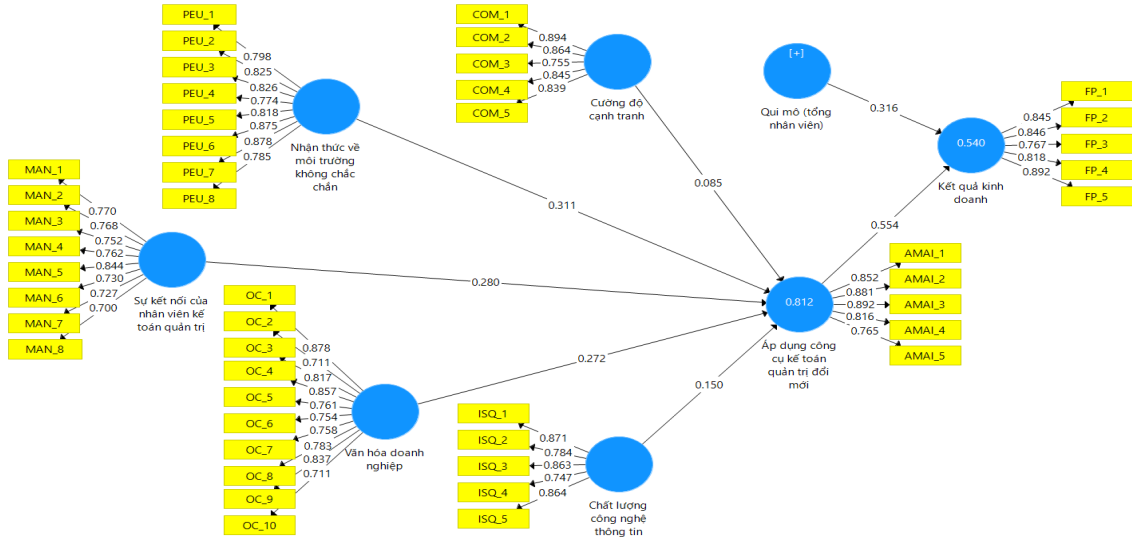 PEU_1
PEU_2
PEU_3
PEU_4
PEU_5
PEU_6
PEU_7
PEU_8
0.798
0.825
0.826
0.774
0.818
0.875
0.878
0.785
Nhận thức về
môi trường
không chắc
chắn
COM_1
COM_2
COM_3
COM_4
COM_5
0.894
0.864
0.755
0.845
0.839
Cường độ
cạnh tranh
[+]
Qui mô (tổng
nhân viên)
0.316
0.540
Kết quả kinh
doanh
0.845
0.846
0.767
0.818
0.892
FP_1
FP_2
FP_3
FP_4
FP_5
MAN_1
MAN_2
MAN_3
MAN_4
MAN_5
MAN_6
MAN_7
MAN_8
0.770
0.768
0.752
0.762
0.844
0.730
0.727
0.700
Sự kết nối của
nhân viên kế
toán quản trị
0.311
0.085
0.554
0.280
0.272
0.150
0.812
Áp dụng công
cụ kế toán
quản trị đổi
mới
0.852
0.881
0.892
0.816
0.765
AMAI_1
AMAI_2
AMAI_3
AMAI_4
AMAI_5
OC_1
OC_2
OC_3
OC_4
OC_5
OC_6
OC_7
OC_8
OC_9
OC_10
0.878
0.711
0.817
0.857
0.761
0.754
0.758
0.783
0.837
0.711
Văn hóa doanh
nghiệp
ISQ_1
ISQ_2
ISQ_3
ISQ_4
ISQ_5
0.871
0.784
0.863
0.747
0.864
Chất lượng
công nghệ
thông tin